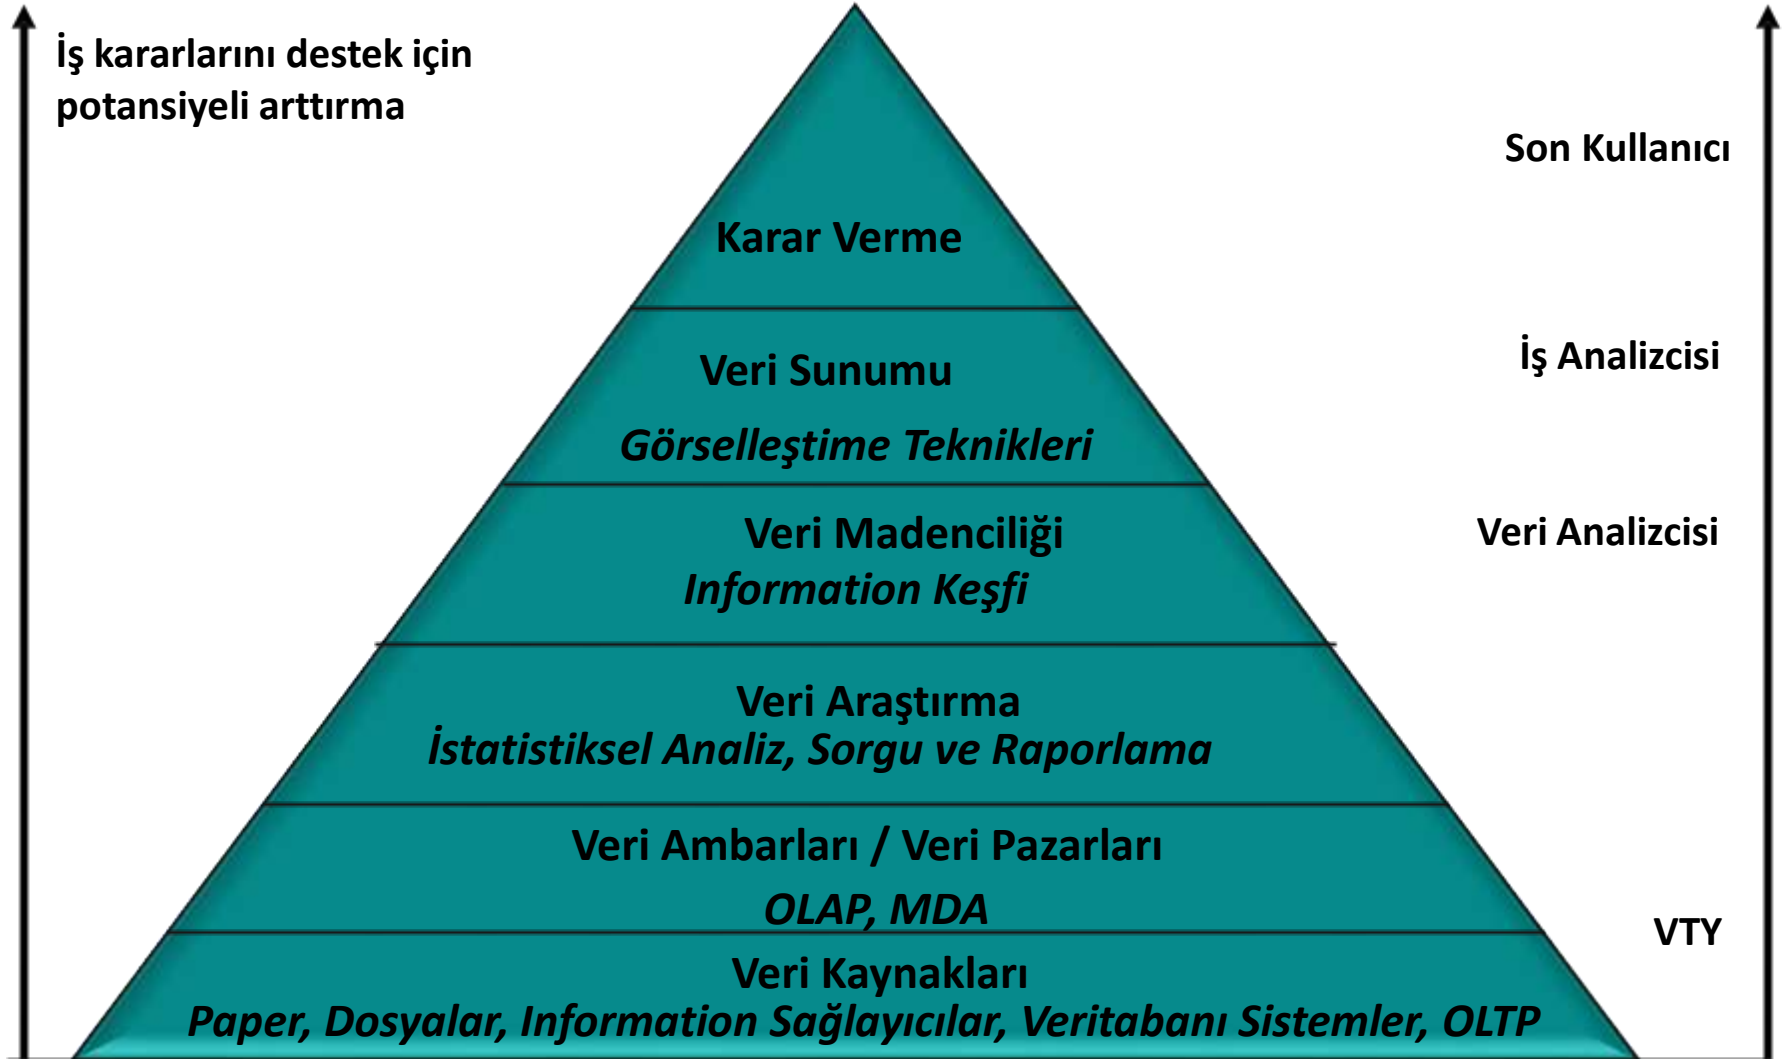 İş kararlarını destek için
potansiyeli arttırma
Son Kullanıcı
Karar Verme
Veri Sunumu
İş Analizcisi
Görselleştime Teknikleri
Veri Madenciliği
Veri Analizcisi
Information Keşfi
Veri Araştırma
İstatistiksel Analiz, Sorgu ve Raporlama
Veri Ambarları / Veri Pazarları
OLAP, MDA
VTY
Veri Kaynakları
Paper, Dosyalar, Information Sağlayıcılar, Veritabanı Sistemler, OLTP